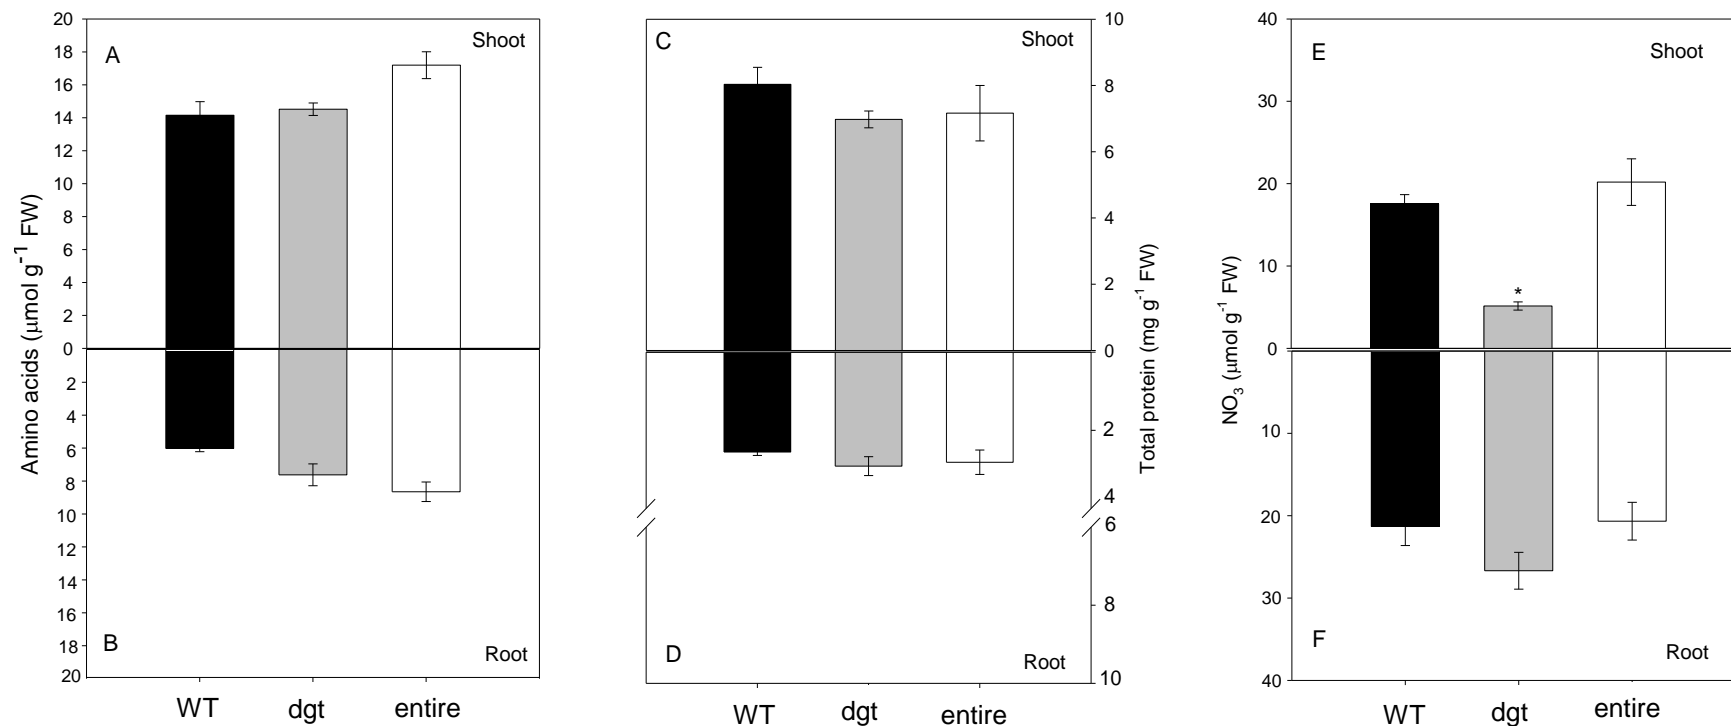 Amino acids (μmol g⁻¹ FW)
20
18
16
14
12
10
8
6
4
2
0
2
4
6
8
10
12
14
16
18
20
A
Shoot
B
Root
WT
dgt
entire
C
Shoot
D
Root
10
8
6
4
2
0
2
4
6
8
10
Total protein (mg g⁻¹ FW)
WT
dgt
entire
NO₃ (μmol g⁻¹ FW)
40
30
20
10
0
10
20
30
40
E
Shoot
*
F
Root
WT
dgt
entire